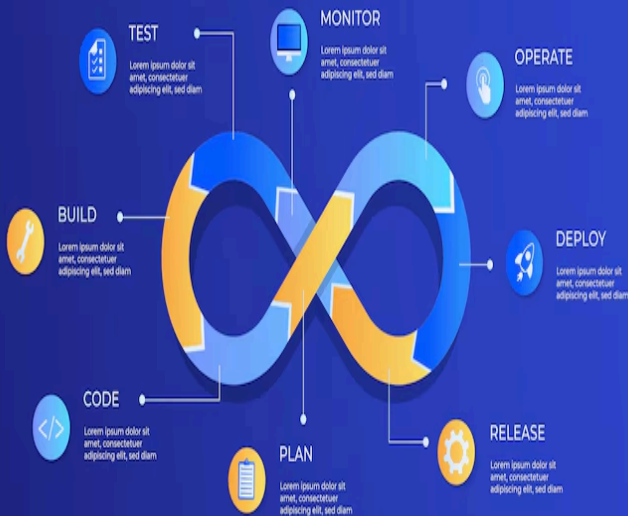 TEST
Lorem ipsum dolor sit
amet, consectetuer
adipiscing elit, sed diam
MONITOR
Lorem ipsum dolor sit
amet, consectetuer
adipiscing elit, sed diam
OPERATE
Lorem ipsum dolor sit
amet, consectetuer
adipiscing elit, sed diam
BUILD
Lorem ipsum dolor sit
amet, consectetuer
adipiscing elit, sed diam
DEPLOY
Lorem ipsum dolor sit
amet, consectetuer
adipiscing elit, sed diam
CODE
Lorem ipsum dolor sit
amet, consectetuer
adipiscing elit, sed diam
PLAN
Lorem ipsum dolor sit
amet, consectetuer
adipiscing elit, sed diam
RELEASE
Lorem ipsum dolor sit
amet, consectetuer
adipiscing elit, sed diam